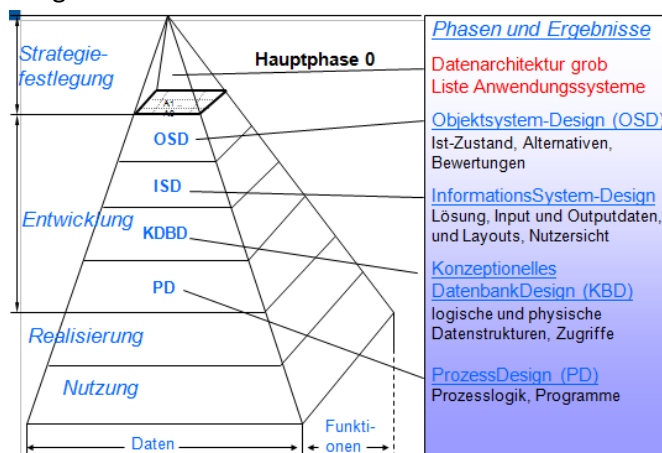 Strategie-
festlegung
Hauptphase 0
A1
OSD
ISD
Entwicklung
KDBD
PD
Realisierung
Nutzung
Daten
Funkti-
onen
Phasen und Ergebnisse
Datenarchitektur grob
Liste Anwendungssysteme
Objektsystem-Design (OSD)
Ist-Zustand, Alternativen,
Bewertungen
InformationsSystem-Design
Lösung, Input und Outputdaten,
und Layouts, Nutzersicht
Konzeptionelles
DatenbankDesign (KBD)
logische und physische
Datenstrukturen, Zugriffe
ProzessDesign (PD)
Prozesslogik, Programme